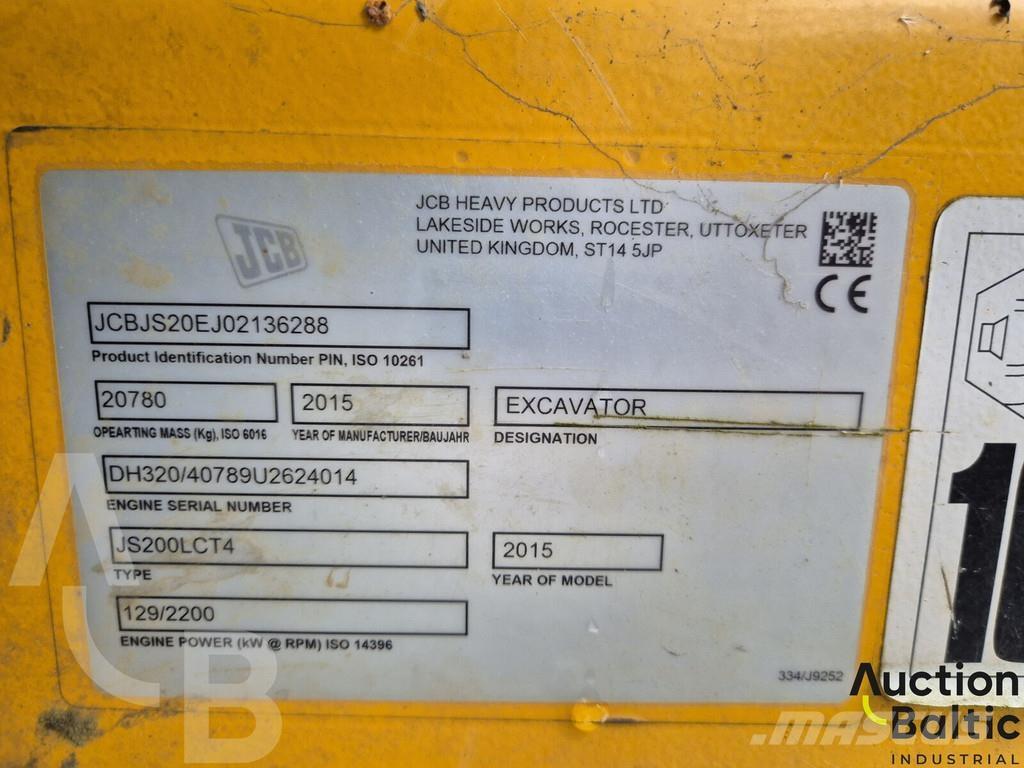 JCB
JCB HEAVY PRODUCTS LTD
LAKESIDE WORKS, ROCESTER, UTTOXETER
UNITED KINGDOM, ST14 5JP
CE
JCBJS20EJ02136288
Product Identification Number PIN, ISO 10261
20780
OPEARTING MASS (Kg), ISO 6016
2015
YEAR OF MANUFACTURER/BAUJAHR
EXCAVATOR
DESIGNATION
DH320/40789U2624014
ENGINE SERIAL NUMBER
JS200LCT4
TYPE
2015
YEAR OF MODEL
129/2200
ENGINE POWER (kW @ RPM) ISO 14396
334/J9252
AB
Auction
Baltic
INDUSTRIAL